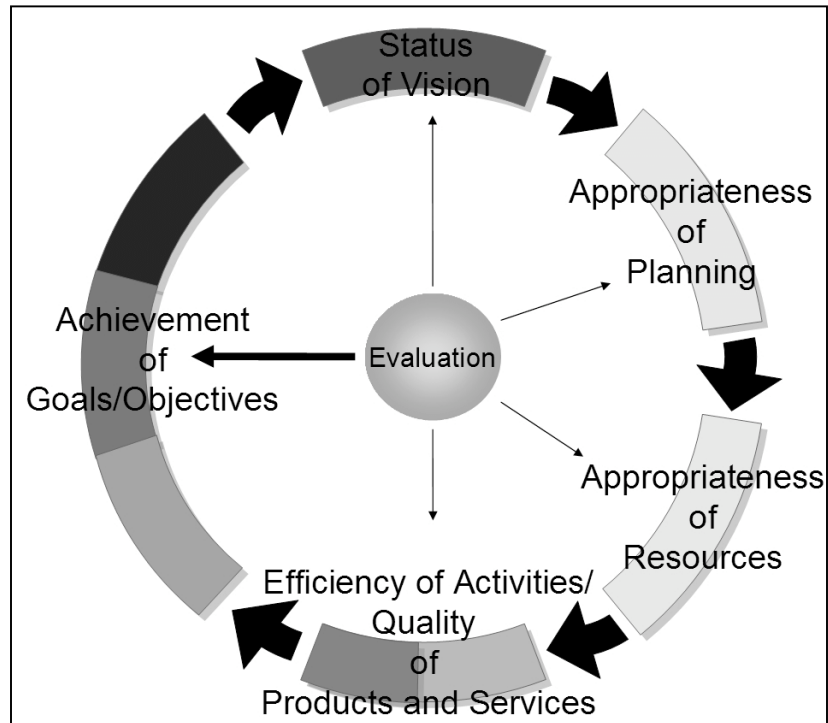 Status
of Vision
Appropriateness
of
Planning
Achievement
of
Goals/Objectives
Evaluation
Appropriateness
of
Resources
Efficiency of Activities/
Quality
of
Products and Services